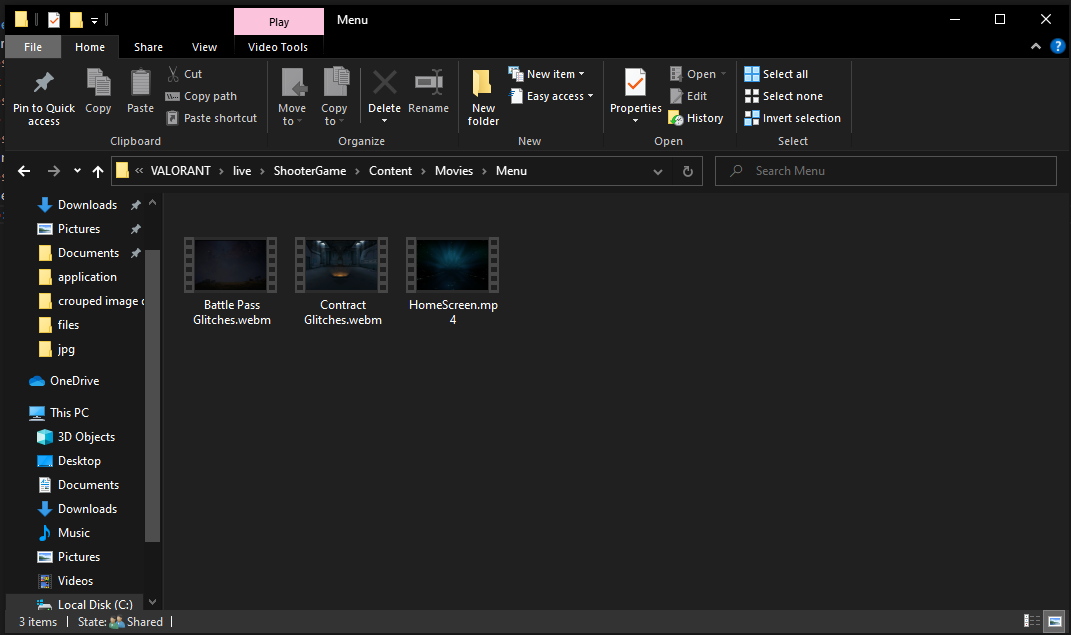 Play
Menu
File
Home
Share
View
Video Tools
Pin to Quick access
Copy
Paste
Cut
Copy path
Paste shortcut
Clipboard
Move to
Copy to
Delete
Rename
Organize
New folder
New item
Easy access
New
Properties
Open
Edit
History
Open
Select all
Select none
Invert selection
Select
« VALORANT > live > ShooterGame > Content > Movies > Menu
Search Menu
Downloads
Pictures
Documents
application
crouped image c
files
jpg
OneDrive
This PC
3D Objects
Desktop
Documents
Downloads
Music
Pictures
Videos
Local Disk (C:)
Battle Pass
Glitches.webm
Contract
Glitches.webm
HomeScreen.mp
4
3 items
State:
Shared